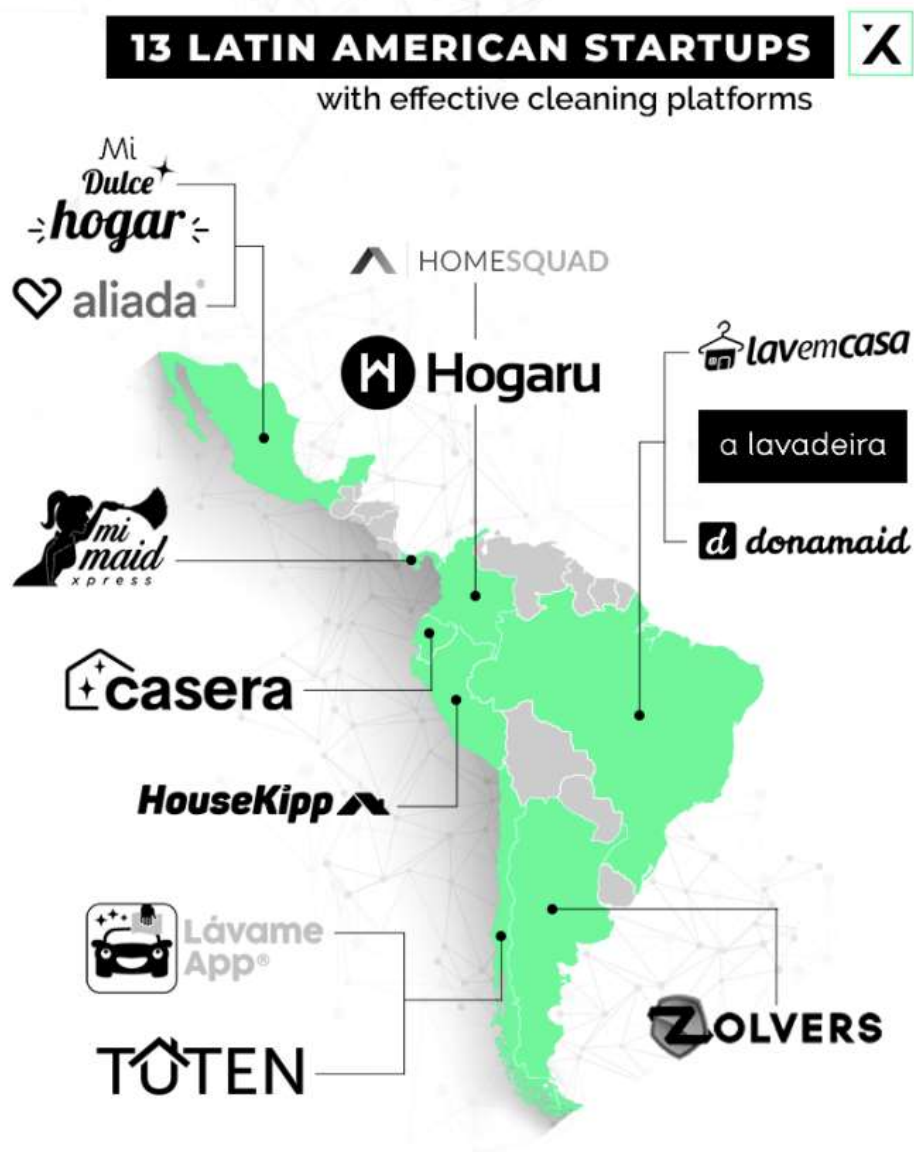 13 LATIN AMERICAN STARTUPS
with effective cleaning platforms
Mi
Dulce
hogar
aliada®
HOMESQUAD
Hogaru
lavemcasa
a lavadeira
d donamaid
mi
maid
xpress
casera
HouseKipp
Lávame
App®
TOTEN
ZOLVERS